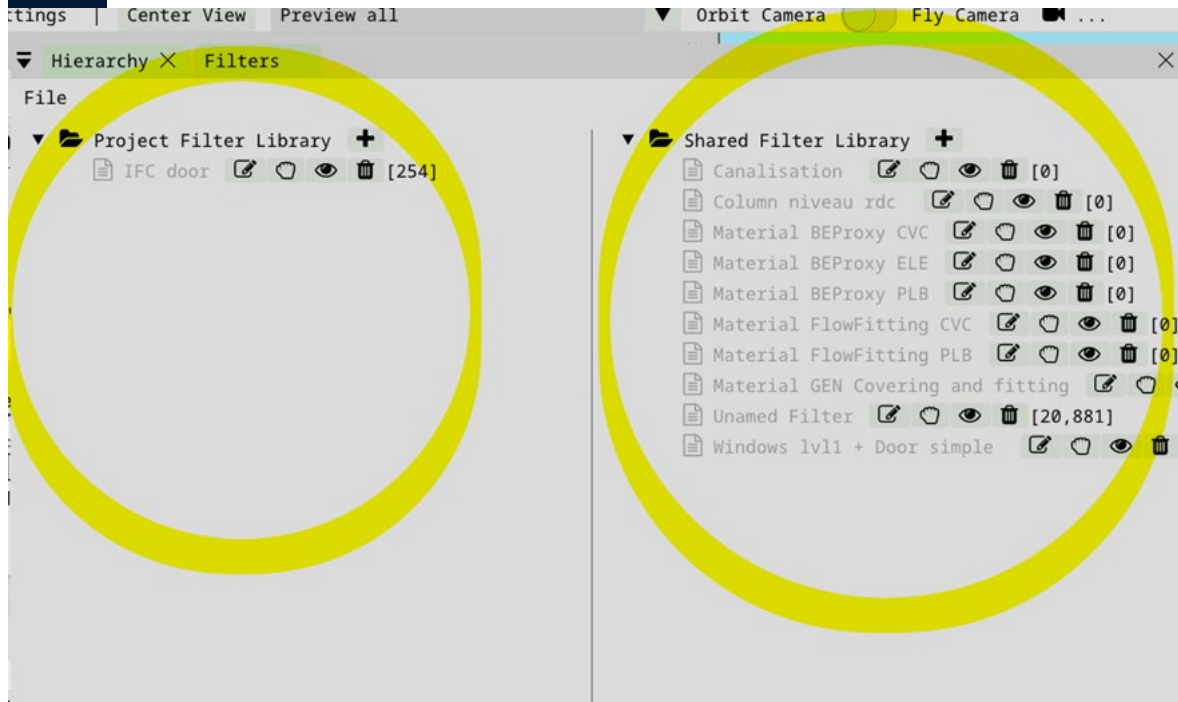 | Center View Preview all ▼ Orbit Camera Fly Camera ...
Hierarchy X Filters X
File
Project Filter Library +
IFC door [254]
Shared Filter Library +
Canalisation [0]
Column niveau rdc [0]
Material BEProxy CVC [0]
Material BEProxy ELE [0]
Material BEProxy PLB [0]
Material FlowFitting CVC [0]
Material FlowFitting PLB [0]
Material GEN Covering and fitting
Unamed Filter [20,881]
Windows lvl1 + Door simple